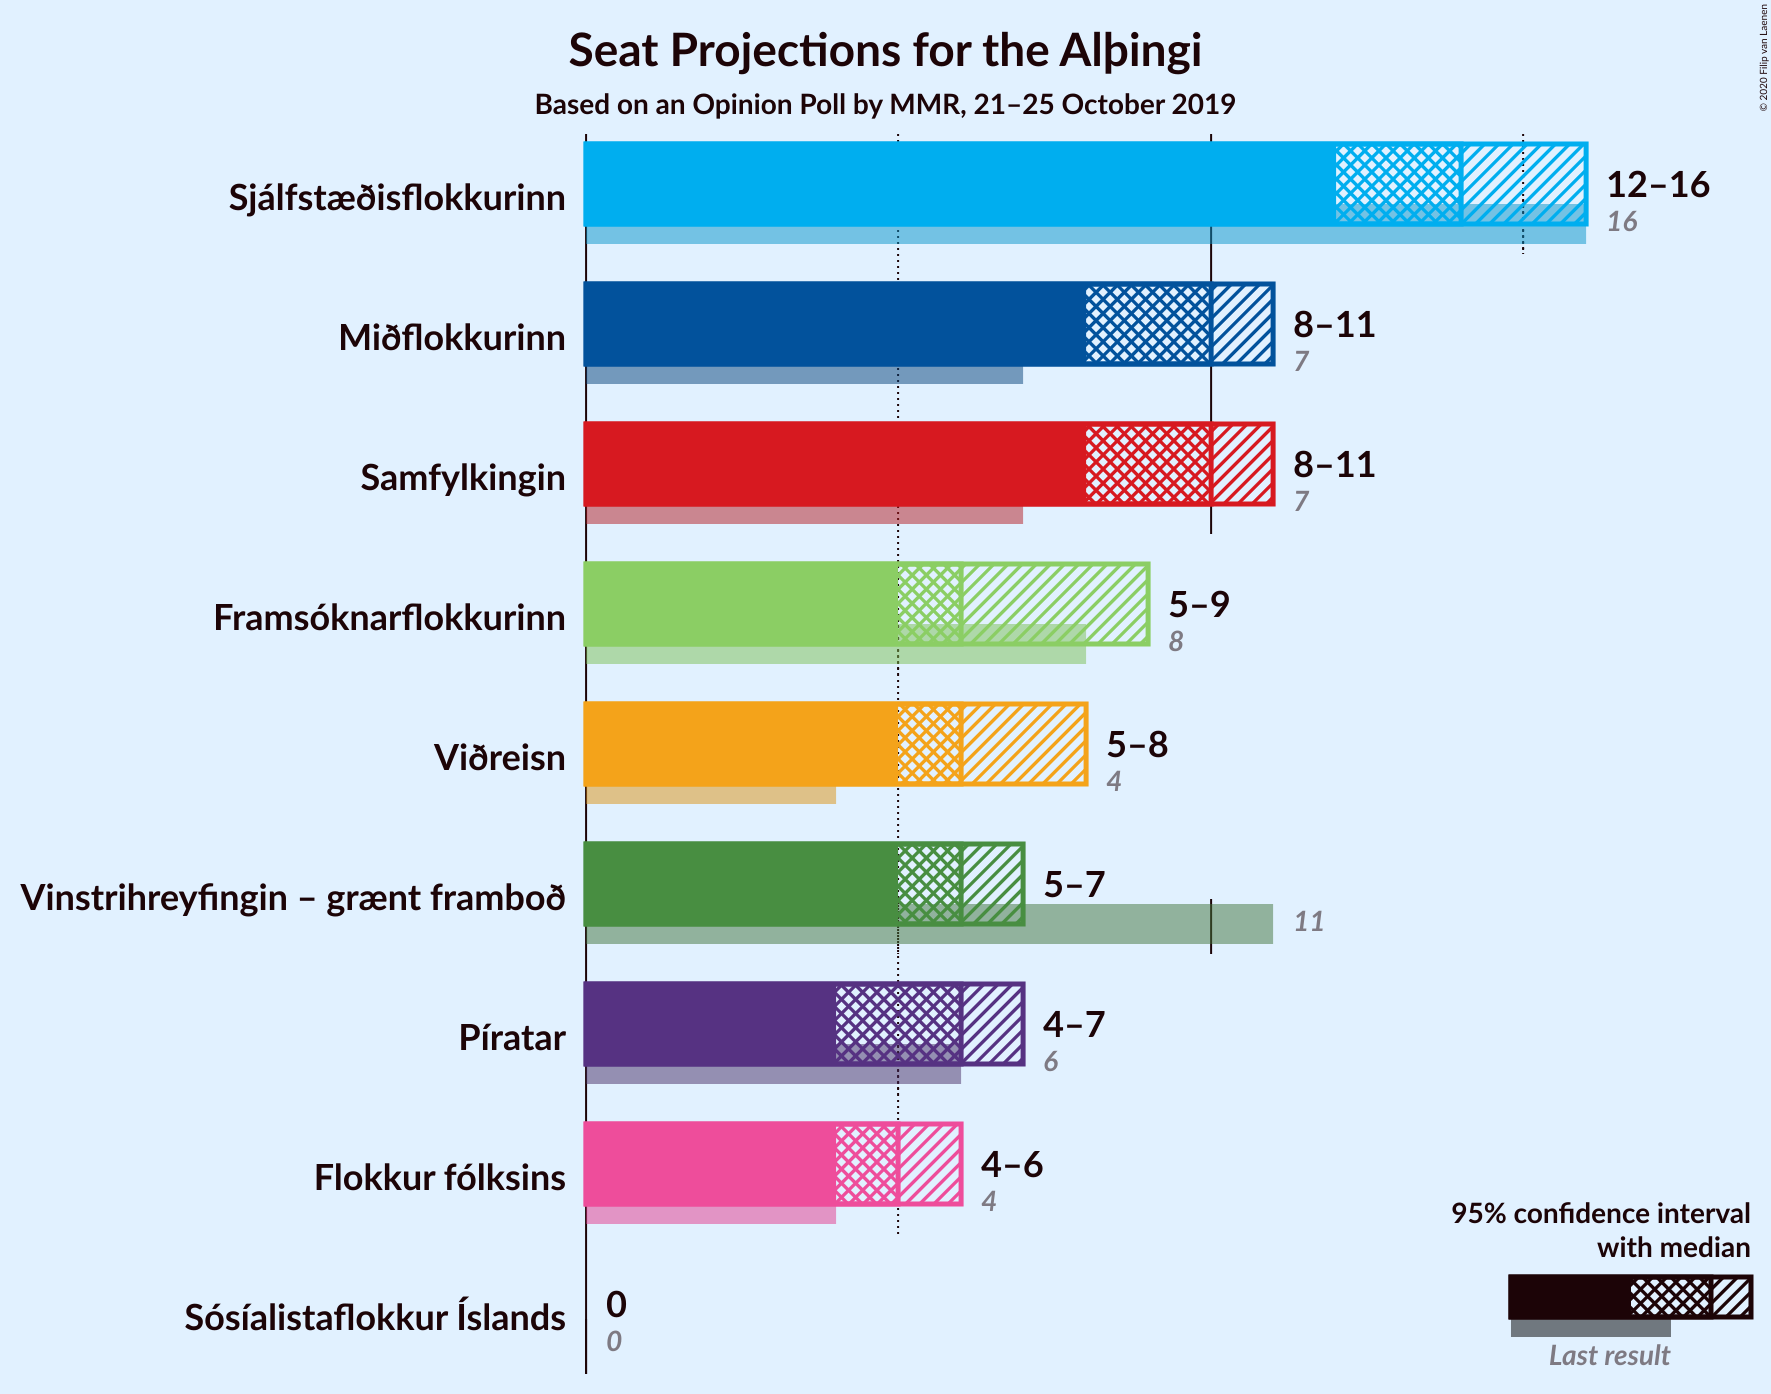 Seat Projections for the Alþingi
Based on an Opinion Poll by MMR, 21–25 October 2019
© 2020 Filip van Laenen
Sjálfstæðisflokkurinn
12–16
16
Miðflokkurinn
8–11
7
Samfylkingin
8–11
7
Framsóknarflokkurinn
5–9
8
Viðreisn
5–8
4
Vinstrihreyfingin – grænt framboð
5–7
11
Píratar
4–7
6
Flokkur fólksins
4–6
4
Sósíalistaflokkur Íslands
0
0
95% confidence interval
with median
Last result